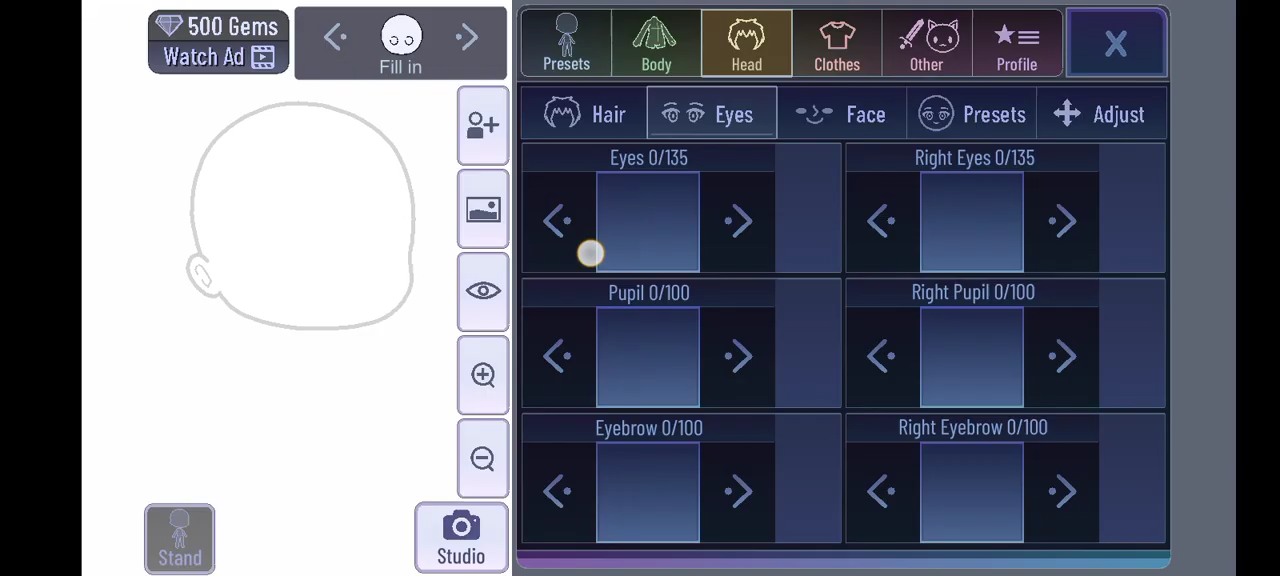 500 Gems
Watch Ad
Fill in
Presets
Body
Head
Clothes
Other
Profile
X
Hair
Eyes
Face
Presets
Adjust
Eyes 0/135
Right Eyes 0/135
Pupil 0/100
Right Pupil 0/100
Eyebrow 0/100
Right Eyebrow 0/100
Stand
Studio